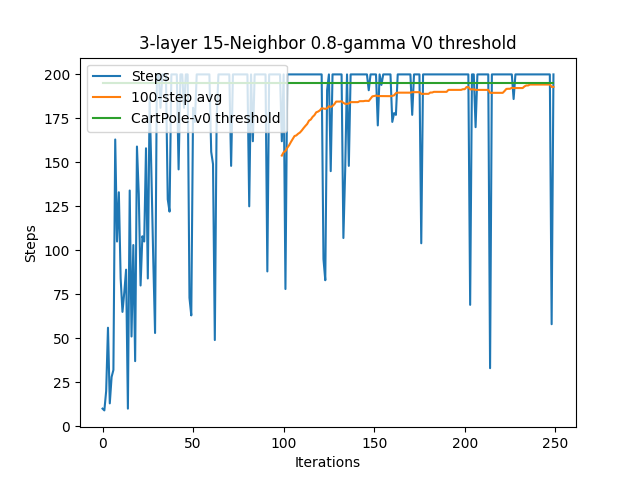 3-layer 15-Neighbor 0.8-gamma V0 threshold
Steps
100-step avg
CartPole-v0 threshold
200
175
150
125
100
75
50
25
0
Steps
0 50 100 150 200 250
Iterations